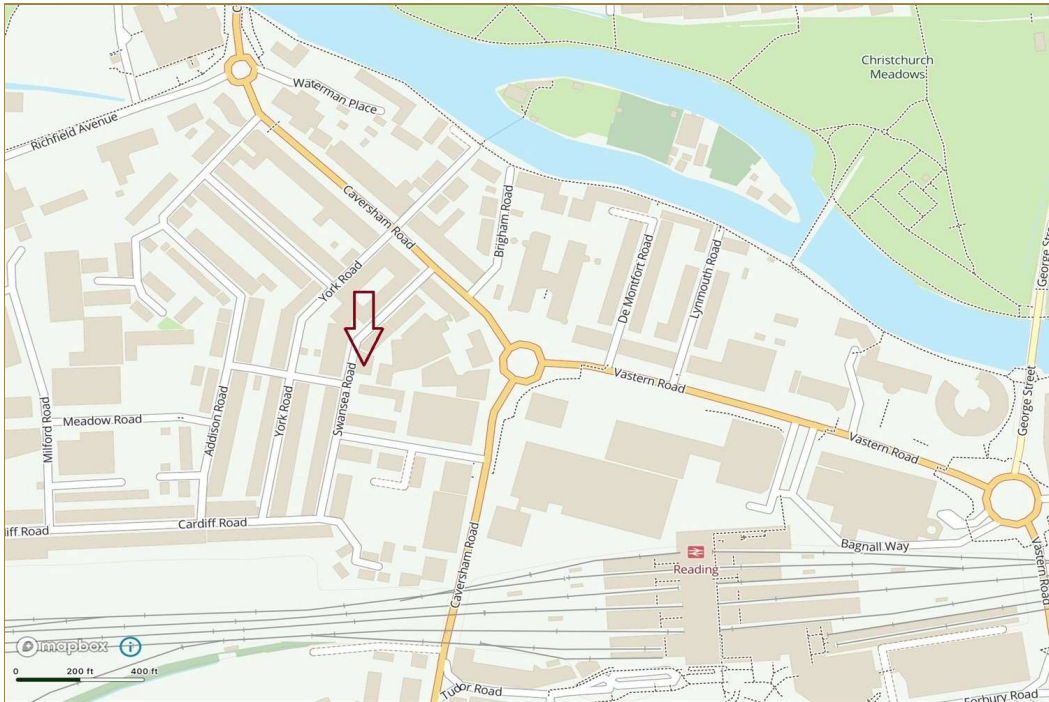 C
Christchurch
Meadows
Waterman Place
Richfield Avenue
Caversham Road
Brigham Road
De Montfort Road
Lynmouth Road
George Stree
York Road
Swansea Road
Vastern Road
George Street
Meadow Road
Addison Road
York Road
Milford Road
Vastern Road
iff Road
Cardiff Road
Caversham Road
Bagnall Way
Reading
Vastern Road
mapbox i
0 200 ft 400 ft
Tudor Road
Forbury Road